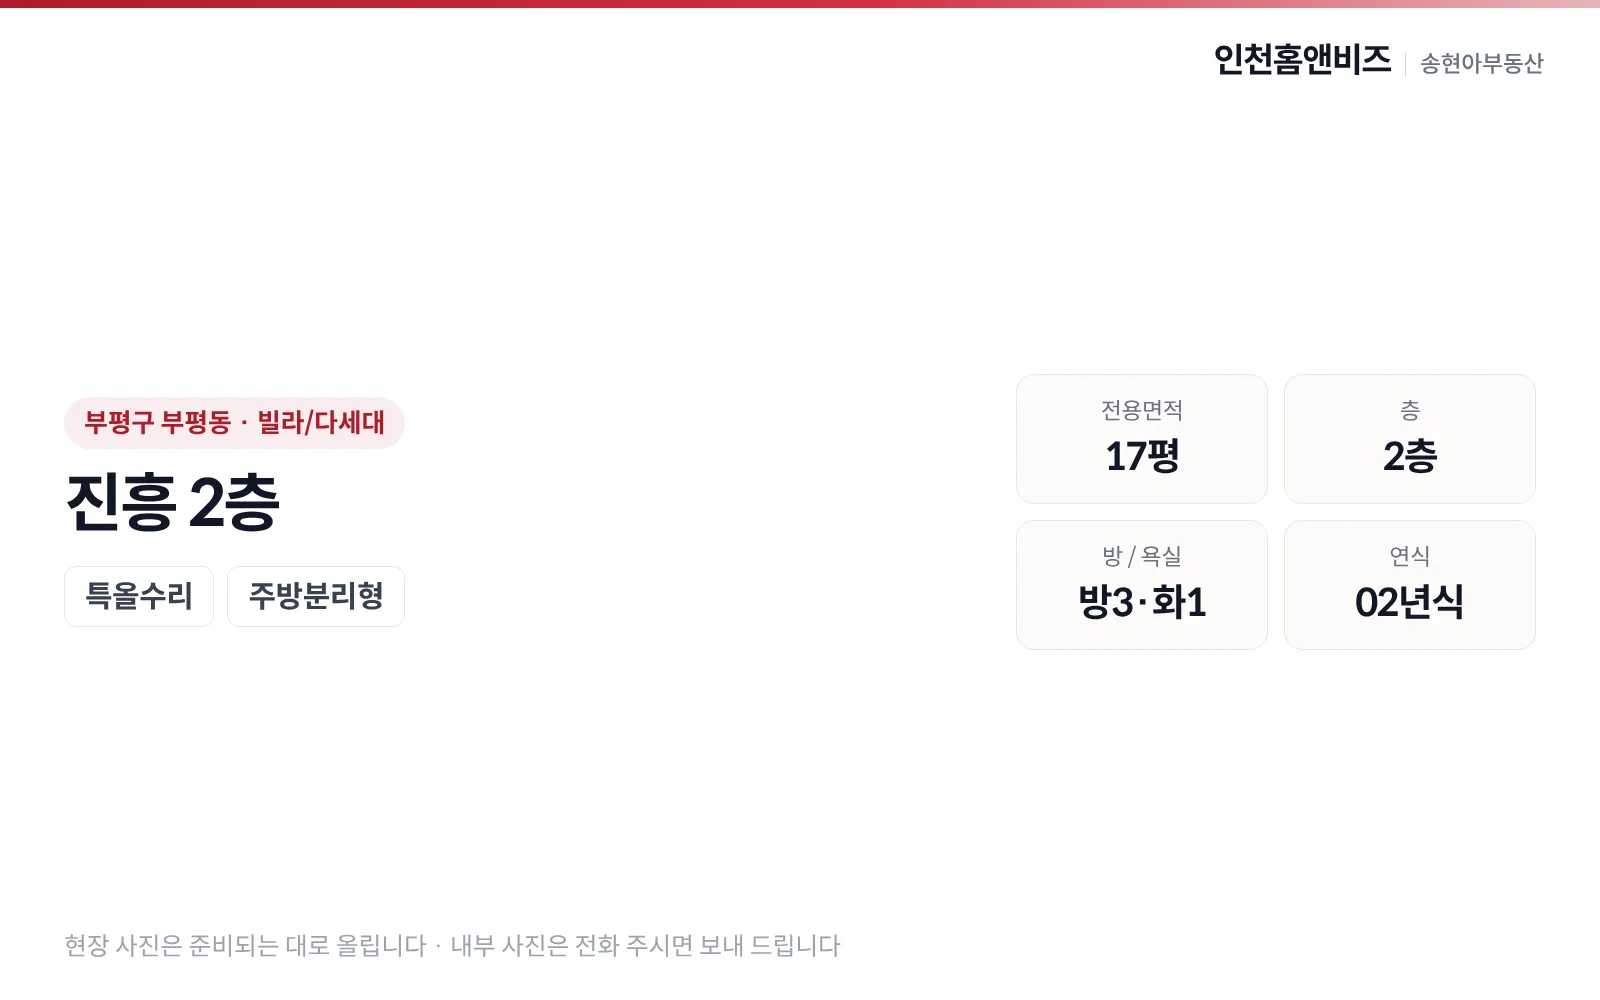 인천홈앤비즈 송현아부동산
부평구 부평동 · 빌라/다세대
진흥 2층
특올수리 주방분리형
전용면적
17평
층
2층
방 / 욕실
방3·화1
연식
02년식
현장 사진은 준비되는 대로 올립니다 · 내부 사진은 전화 주시면 보내 드립니다